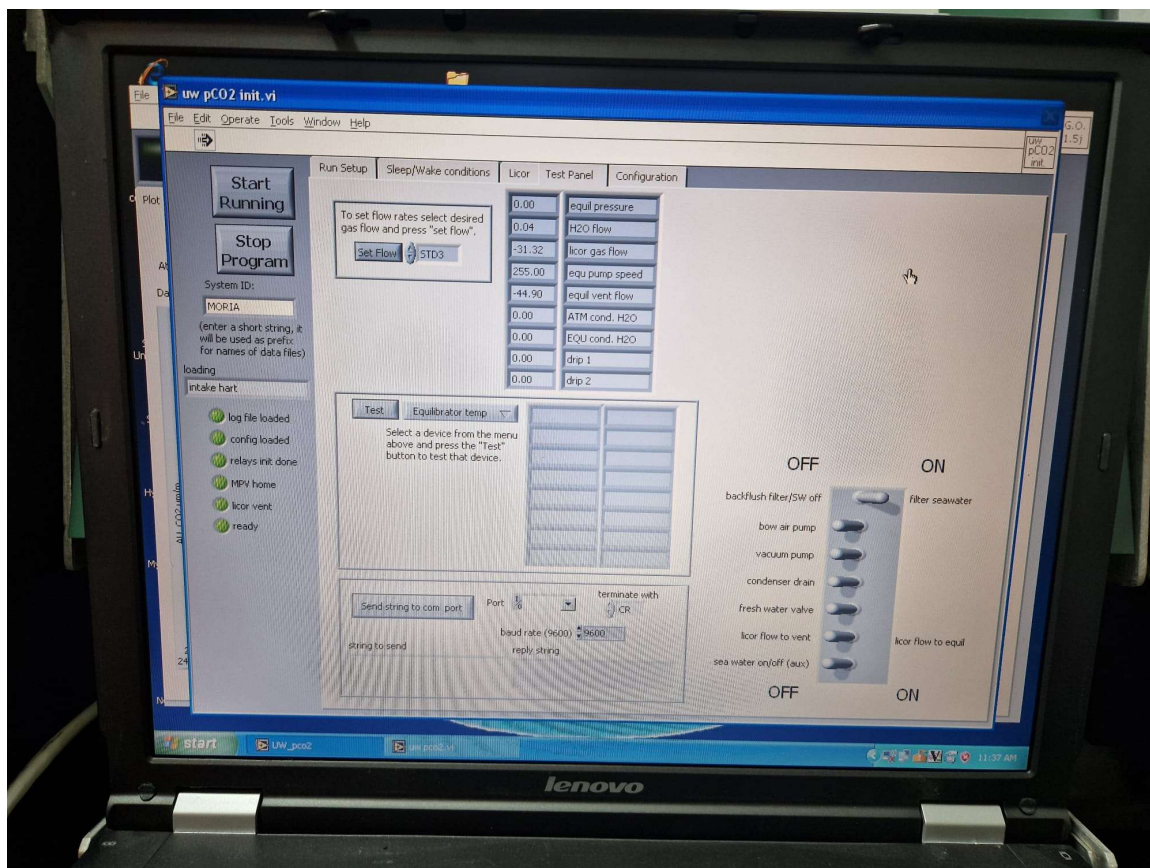 File
uw pCO2 init.vi
File Edit Operate Tools Window Help
uw
pCO2
init.
G.O.
1.5j
Plot
Run Setup
Sleep/Wake conditions
Licor
Test Panel
Configuration
Start
Running
Stop
Program
System ID:
MORIA
(enter a short string, it
will be used as prefix
for names of data files)
loading
intake hart
log file loaded
config loaded
relays init done
MPV home
licor vent
ready
To set flow rates select desired
gas flow and press "set flow".
Set Flow STD3
0.00 equil pressure
0.04 H2O flow
-31.32 licor gas flow
255.00 equ pump speed
-44.90 equil vent flow
0.00 ATM cond. H2O
0.00 EQU cond. H2O
0.00 drip 1
0.00 drip 2
Test Equilibrator temp
Select a device from the menu
above and press the "Test"
button to test that device.
Send string to com port
Port
terminate with
CR
baud rate (9600) 9600
string to send
reply string
OFF ON
backflush filter/SW off filter seawater
bow air pump
vacuum pump
condenser drain
fresh water valve
licor flow to vent licor flow to equil
sea water on/off (aux)
OFF ON
start
UW_pco2
uw pco2.vi
11:37 AM
lenovo